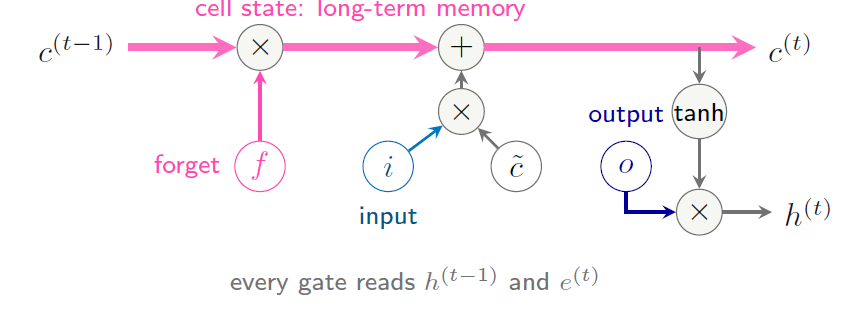 cell state: long-term memory
c^(t−1) × + c^(t)
× output tanh
forget f i c̃ o
input × h^(t)
every gate reads h^(t−1) and e^(t)